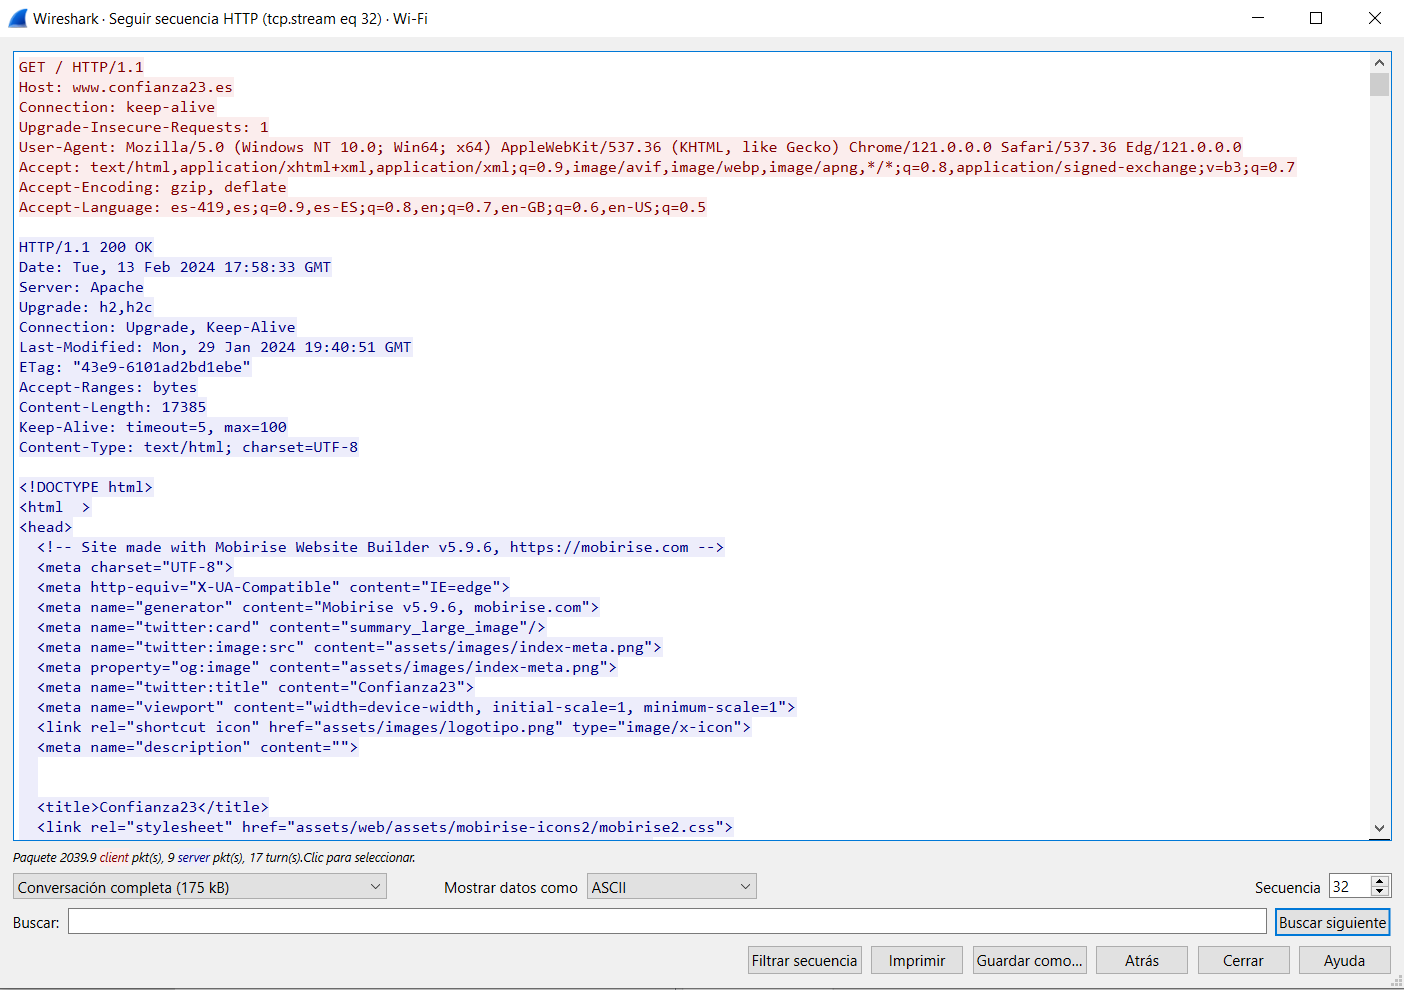 Wireshark · Seguir secuencia HTTP (tcp.stream eq 32) · Wi-Fi
GET / HTTP/1.1
Host: www.confianza23.es
Connection: keep-alive
Upgrade-Insecure-Requests: 1
User-Agent: Mozilla/5.0 (Windows NT 10.0; Win64; x64) AppleWebKit/537.36 (KHTML, like Gecko) Chrome/121.0.0.0 Safari/537.36 Edg/121.0.0.0
Accept: text/html,application/xhtml+xml,application/xml;q=0.9,image/avif,image/webp,image/apng,*/*;q=0.8,application/signed-exchange;v=b3;q=0.7
Accept-Encoding: gzip, deflate
Accept-Language: es-419,es;q=0.9,es-ES;q=0.8,en;q=0.7,en-GB;q=0.6,en-US;q=0.5
HTTP/1.1 200 OK
Date: Tue, 13 Feb 2024 17:58:33 GMT
Server: Apache
Upgrade: h2,h2c
Connection: Upgrade, Keep-Alive
Last-Modified: Mon, 29 Jan 2024 19:40:51 GMT
ETag: "43e9-6101ad2bd1ebe"
Accept-Ranges: bytes
Content-Length: 17385
Keep-Alive: timeout=5, max=100
Content-Type: text/html; charset=UTF-8
<!DOCTYPE html>
<html  >
<head>
<!-- Site made with Mobirise Website Builder v5.9.6, https://mobirise.com -->
<meta charset="UTF-8">
<meta http-equiv="X-UA-Compatible" content="IE=edge">
<meta name="generator" content="Mobirise v5.9.6, mobirise.com">
<meta name="twitter:card" content="summary_large_image"/>
<meta name="twitter:image:src" content="assets/images/index-meta.png">
<meta property="og:image" content="assets/images/index-meta.png">
<meta name="twitter:title" content="Confianza23">
<meta name="viewport" content="width=device-width, initial-scale=1, minimum-scale=1">
<link rel="shortcut icon" href="assets/images/logotipo.png" type="image/x-icon">
<meta name="description" content="">
<title>Confianza23</title>
<link rel="stylesheet" href="assets/web/assets/mobirise-icons2/mobirise2.css">
Paquete 2039.9 client pkt(s), 9 server pkt(s), 17 turn(s).Clic para seleccionar.
Conversación completa (175 kB) Mostrar datos como ASCII Secuencia 32
Buscar: Buscar siguiente
Filtrar secuencia Imprimir Guardar como... Atrás Cerrar Ayuda